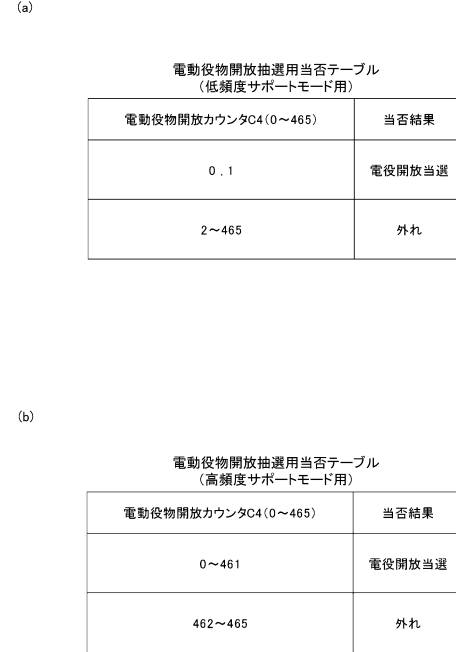 (a)
電動役物開放抽選用当否テーブル
(低頻度サポートモード用)
電動役物開放カウンタC4(0～465) 当否結果
0，1 電役開放当選
2～465 外れ
(b)
電動役物開放抽選用当否テーブル
(高頻度サポートモード用)
電動役物開放カウンタC4(0～465) 当否結果
0～461 電役開放当選
462～465 外れ